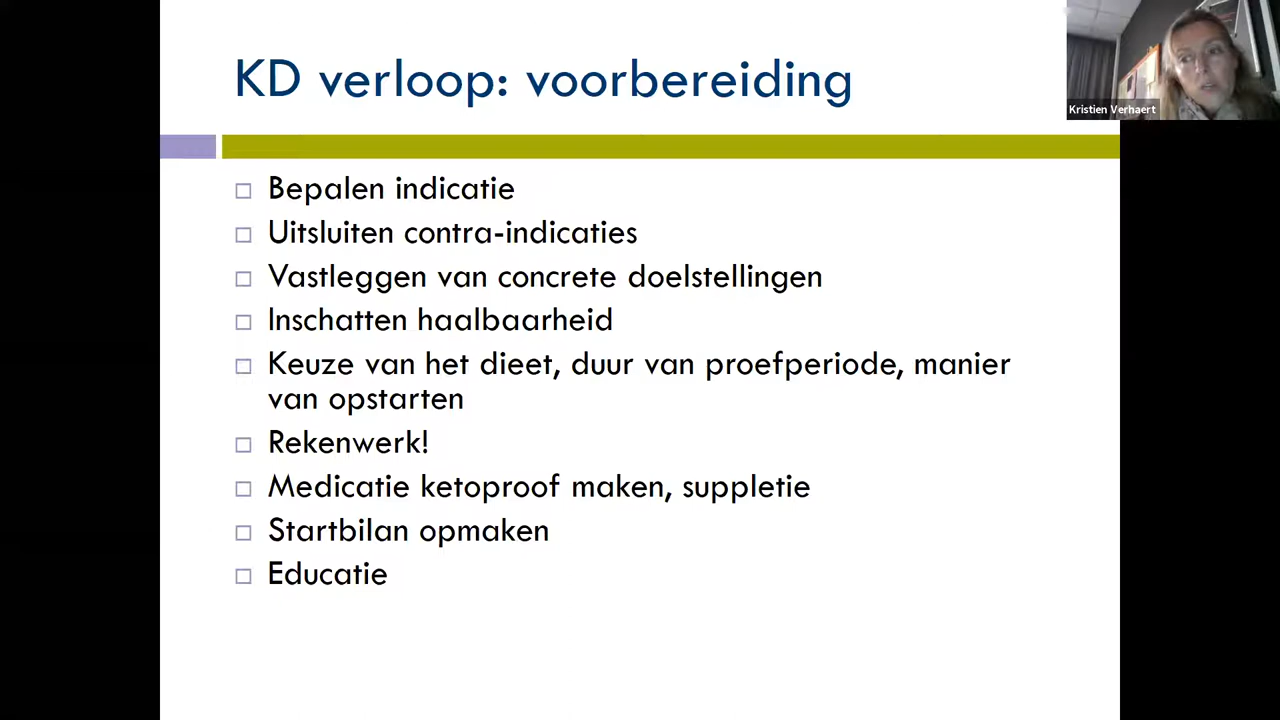 KD verloop: voorbereiding
Kristien Verhaert
Bepalen indicatie
Uitsluiten contra-indicaties
Vastleggen van concrete doelstellingen
Inschatten haalbaarheid
Keuze van het dieet, duur van proefperiode, manier
van opstarten
Rekenwerk!
Medicatie ketoproof maken, suppletie
Startbilan opmaken
Educatie